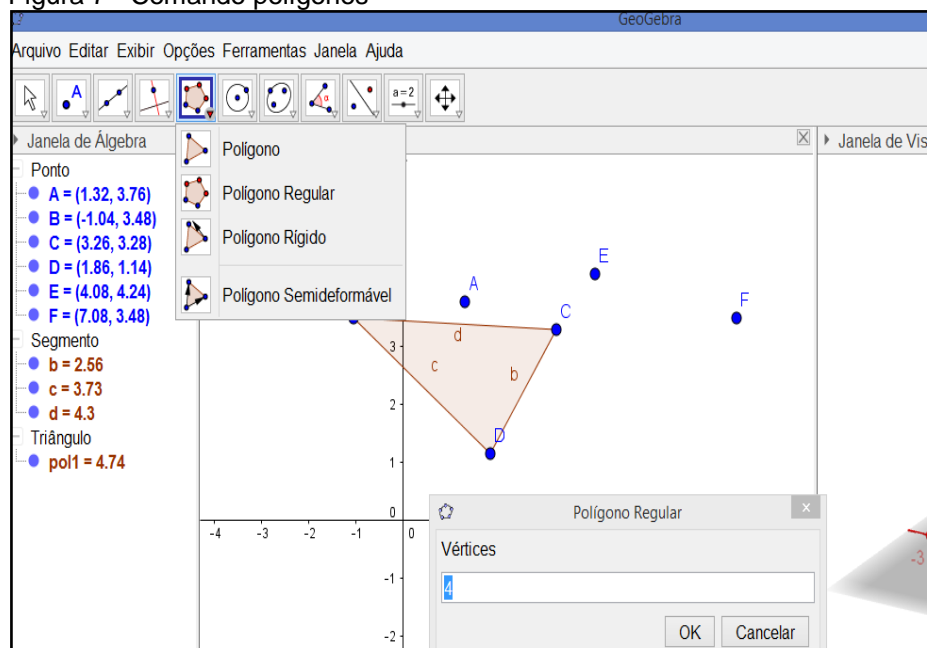 Figura 7 - Comando polígonos
GeoGebra
Arquivo Editar Exibir Opções Ferramentas Janela Ajuda
A
α
a=2
Janela de Álgebra
Janela de Vis
Ponto
A = (1.32, 3.76)
B = (-1.04, 3.48)
C = (3.26, 3.28)
D = (1.86, 1.14)
E = (4.08, 4.24)
F = (7.08, 3.48)
Segmento
b = 2.56
c = 3.73
d = 4.3
Triângulo
pol1 = 4.74
Polígono
Polígono Regular
Polígono Rígido
Polígono Semideformável
A
E
C
F
d
c
b
D
3
2
1
0
-4 -3 -2 -1 0
-1
-2
Polígono Regular
x
Vértices
4
OK Cancelar
-3